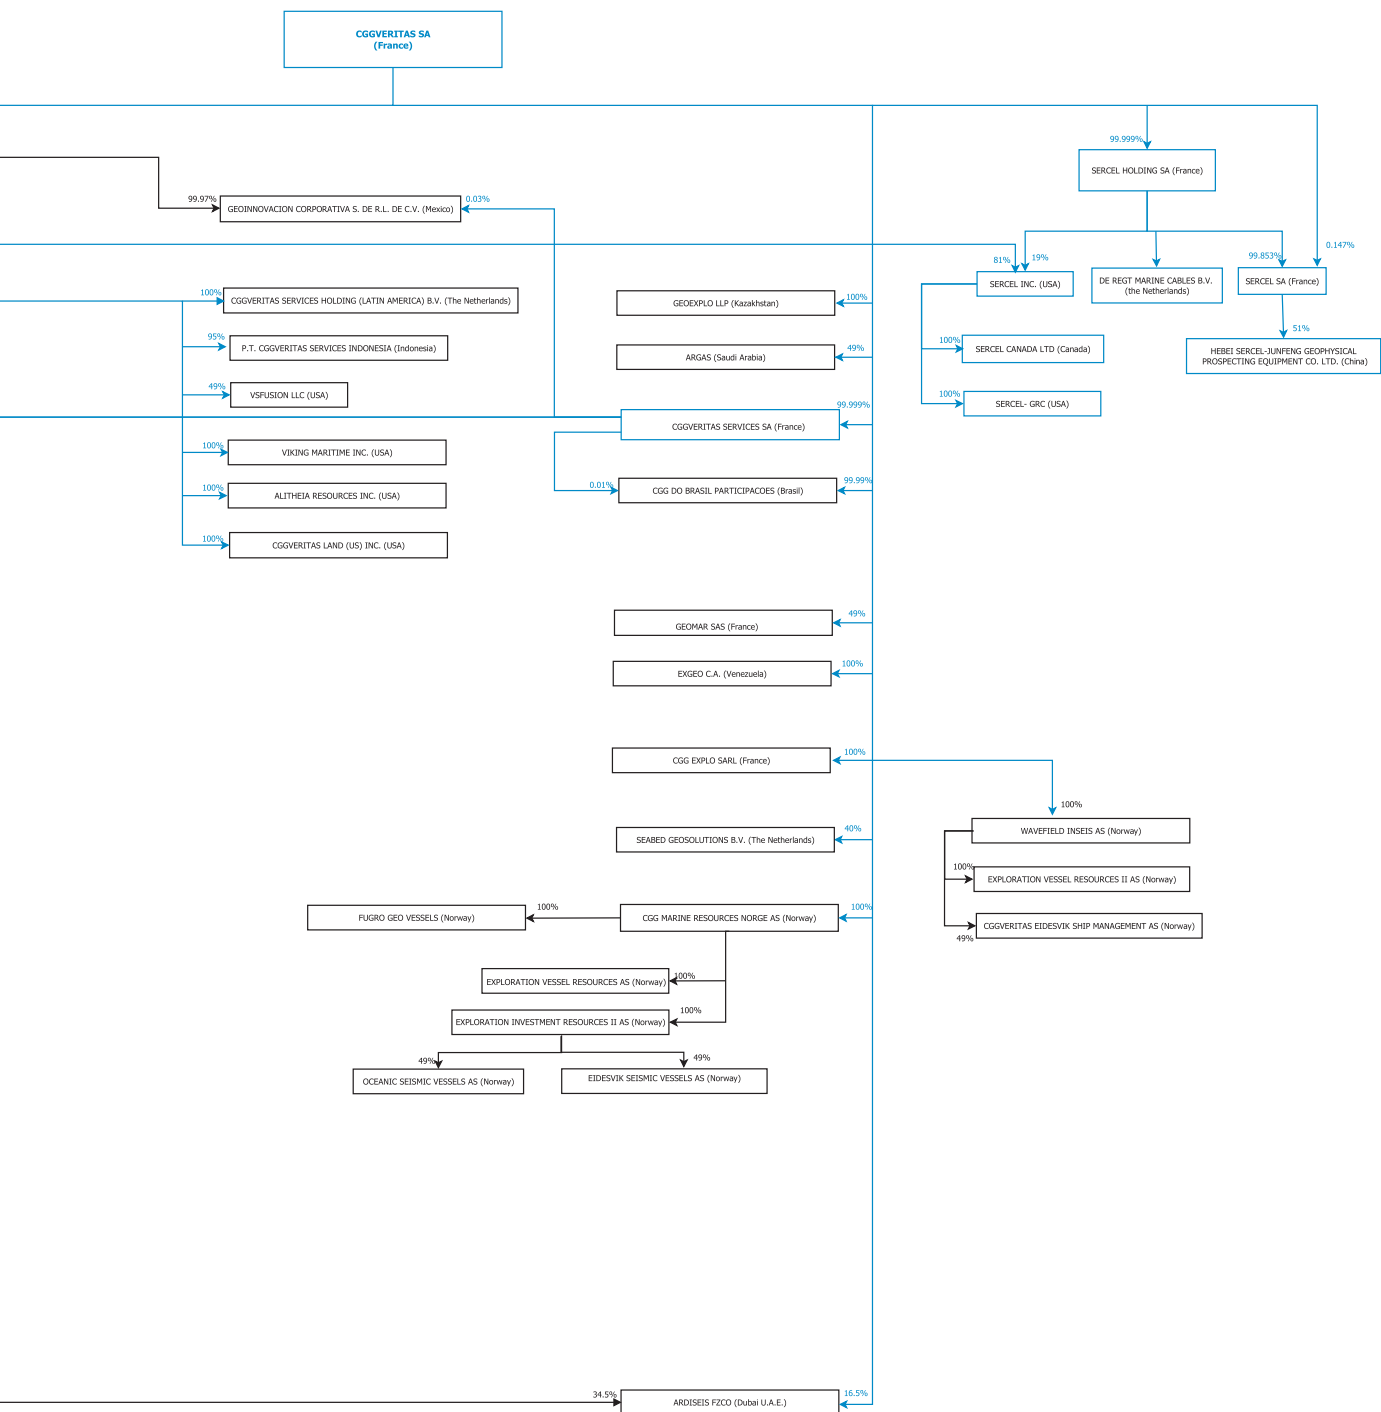 CGGVERITAS SA
(France)
99.999%
SERCEL HOLDING SA (France)
99.97%
GEOINNOVACION CORPORATIVA S. DE R.L. DE C.V. (Mexico)
0.03%
81%
19%
99.853%
0.147%
SERCEL INC. (USA)
DE REGT MARINE CABLES B.V.
(the Netherlands)
SERCEL SA (France)
100%
CGGVERITAS SERVICES HOLDING (LATIN AMERICA) B.V. (The Netherlands)
GEOEXPLO LLP (Kazakhstan)
100%
51%
95%
P.T. CGGVERITAS SERVICES INDONESIA (Indonesia)
ARGAS (Saudi Arabia)
49%
100%
SERCEL CANADA LTD (Canada)
HEBEI SERCEL-JUNFENG GEOPHYSICAL
PROSPECTING EQUIPMENT CO. LTD. (China)
49%
VSFUSION LLC (USA)
99.999%
100%
SERCEL- GRC (USA)
CGGVERITAS SERVICES SA (France)
100%
VIKING MARITIME INC. (USA)
100%
ALITHEIA RESOURCES INC. (USA)
0.01%
CGG DO BRASIL PARTICIPACOES (Brasil)
99.99%
100%
CGGVERITAS LAND (US) INC. (USA)
GEOMAR SAS (France)
49%
EXGEO C.A. (Venezuela)
100%
CGG EXPLO SARL (France)
100%
100%
SEABED GEOSOLUTIONS B.V. (The Netherlands)
40%
WAVEFIELD INSEIS AS (Norway)
100%
EXPLORATION VESSEL RESOURCES II AS (Norway)
FUGRO GEO VESSELS (Norway)
100%
CGG MARINE RESOURCES NORGE AS (Norway)
100%
CGGVERITAS EIDESVIK SHIP MANAGEMENT AS (Norway)
49%
EXPLORATION VESSEL RESOURCES AS (Norway)
100%
EXPLORATION INVESTMENT RESOURCES II AS (Norway)
100%
49%
49%
OCEANIC SEISMIC VESSELS AS (Norway)
EIDESVIK SEISMIC VESSELS AS (Norway)
34.5%
ARDISEIS FZCO (Dubai U.A.E.)
16.5%